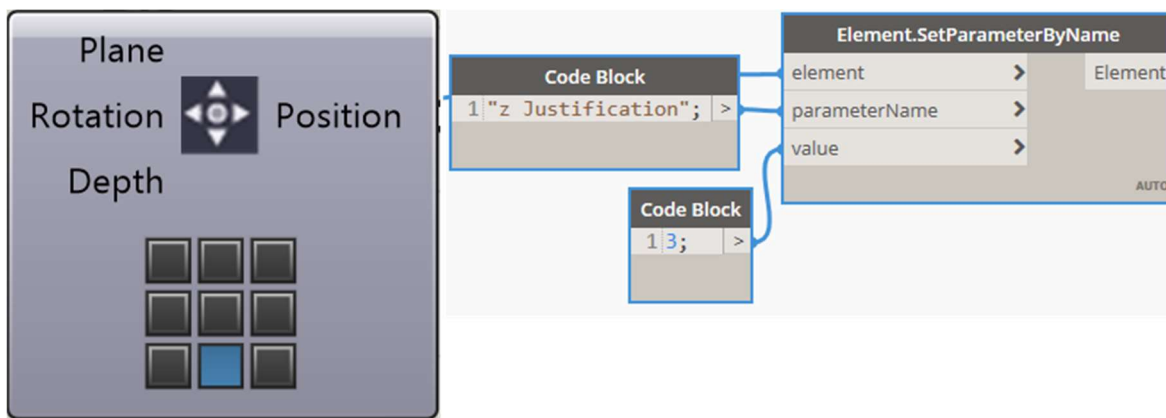 Plane
Rotation
Position
Depth
Code Block
1 "z Justification"; >
Code Block
1 3; >
Element.SetParameterByName
element >
Element
parameterName >
value >
AUTO